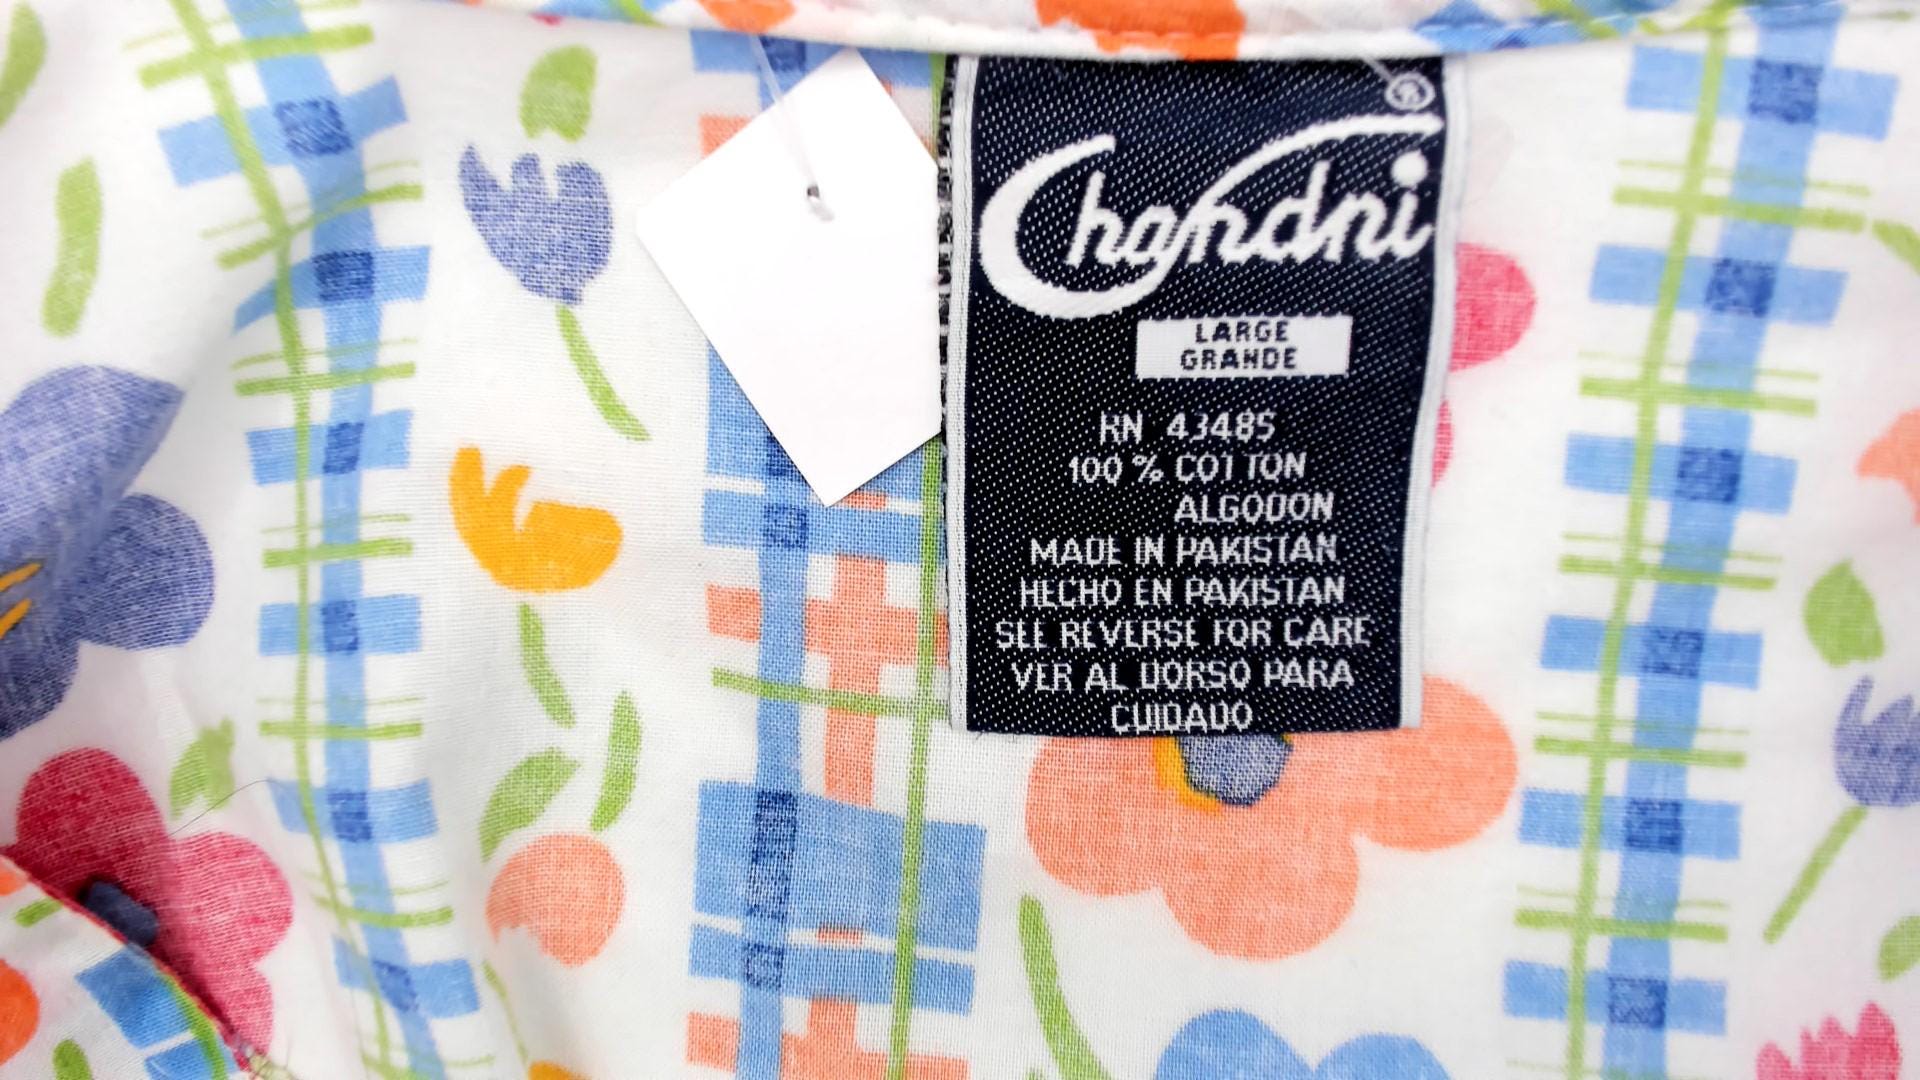 ®
Chandni
LARGE
GRANDE
RN 43485
100 % COTTON
ALGODON
MADE IN PAKISTAN
HECHO EN PAKISTAN
SEE REVERSE FOR CARE
VER AL DORSO PARA
CUIDADO